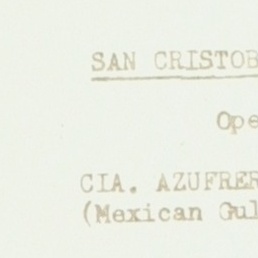 SAN CRISTOB
Ope
CIA. AZUFRER
(Mexican Gul